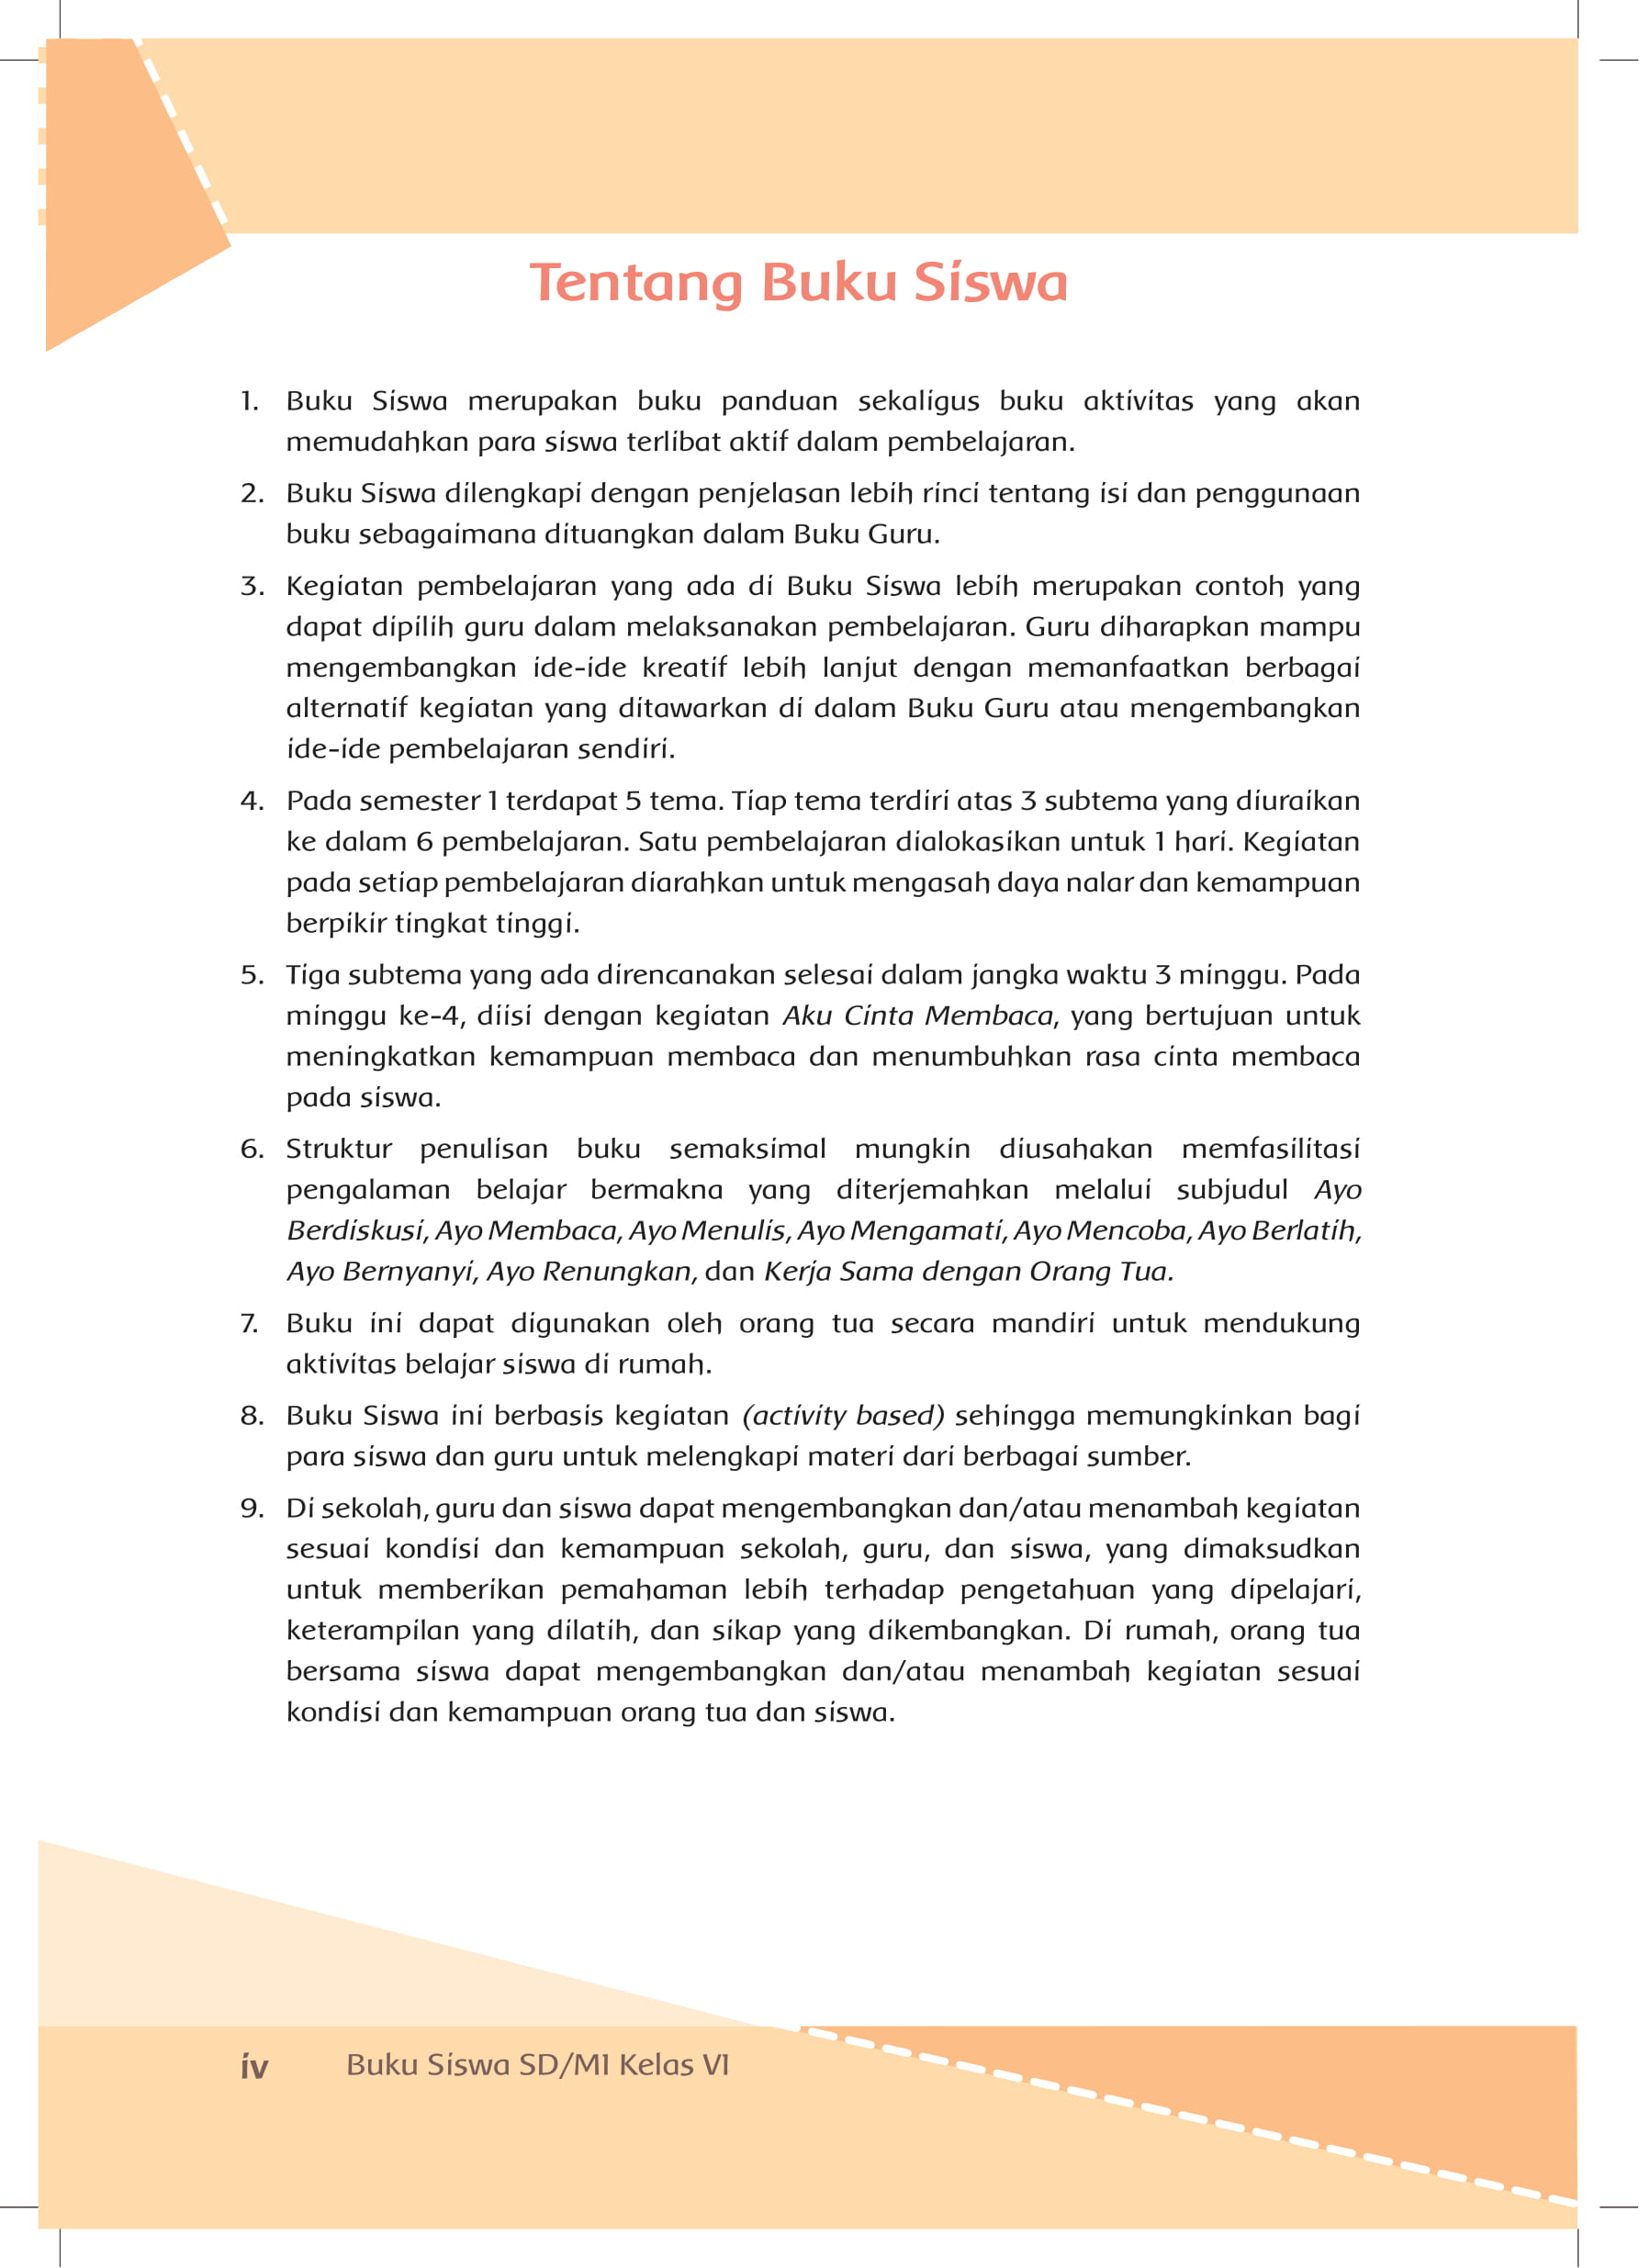 Tentang Buku Siswa
1. Buku Siswa merupakan buku panduan sekaligus buku aktivitas yang akan
memudahkan para siswa terlibat aktif dalam pembelajaran.
2. Buku Siswa dilengkapi dengan penjelasan lebih rinci tentang isi dan penggunaan
buku sebagaimana dituangkan dalam Buku Guru.
3. Kegiatan pembelajaran yang ada di Buku Siswa lebih merupakan contoh yang
dapat dipilih guru dalam melaksanakan pembelajaran. Guru diharapkan mampu
mengembangkan ide-ide kreatif lebih lanjut dengan memanfaatkan berbagai
alternatif kegiatan yang ditawarkan di dalam Buku Guru atau mengembangkan
ide-ide pembelajaran sendiri.
4. Pada semester 1 terdapat 5 tema. Tiap tema terdiri atas 3 subtema yang diuraikan
ke dalam 6 pembelajaran. Satu pembelajaran dialokasikan untuk 1 hari. Kegiatan
pada setiap pembelajaran diarahkan untuk mengasah daya nalar dan kemampuan
berpikir tingkat tinggi.
5. Tiga subtema yang ada direncanakan selesai dalam jangka waktu 3 minggu. Pada
minggu ke-4, diisi dengan kegiatan Aku Cinta Membaca, yang bertujuan untuk
meningkatkan kemampuan membaca dan menumbuhkan rasa cinta membaca
pada siswa.
6. Struktur penulisan buku semaksimal mungkin diusahakan memfasilitasi
pengalaman belajar bermakna yang diterjemahkan melalui subjudul Ayo
Berdiskusi, Ayo Membaca, Ayo Menulis, Ayo Mengamati, Ayo Mencoba, Ayo Berlatih,
Ayo Bernyanyi, Ayo Renungkan, dan Kerja Sama dengan Orang Tua.
7. Buku ini dapat digunakan oleh orang tua secara mandiri untuk mendukung
aktivitas belajar siswa di rumah.
8. Buku Siswa ini berbasis kegiatan (activity based) sehingga memungkinkan bagi
para siswa dan guru untuk melengkapi materi dari berbagai sumber.
9. Di sekolah, guru dan siswa dapat mengembangkan dan/atau menambah kegiatan
sesuai kondisi dan kemampuan sekolah, guru, dan siswa, yang dimaksudkan
untuk memberikan pemahaman lebih terhadap pengetahuan yang dipelajari,
keterampilan yang dilatih, dan sikap yang dikembangkan. Di rumah, orang tua
bersama siswa dapat mengembangkan dan/atau menambah kegiatan sesuai
kondisi dan kemampuan orang tua dan siswa.
iv Buku Siswa SD/MI Kelas VI